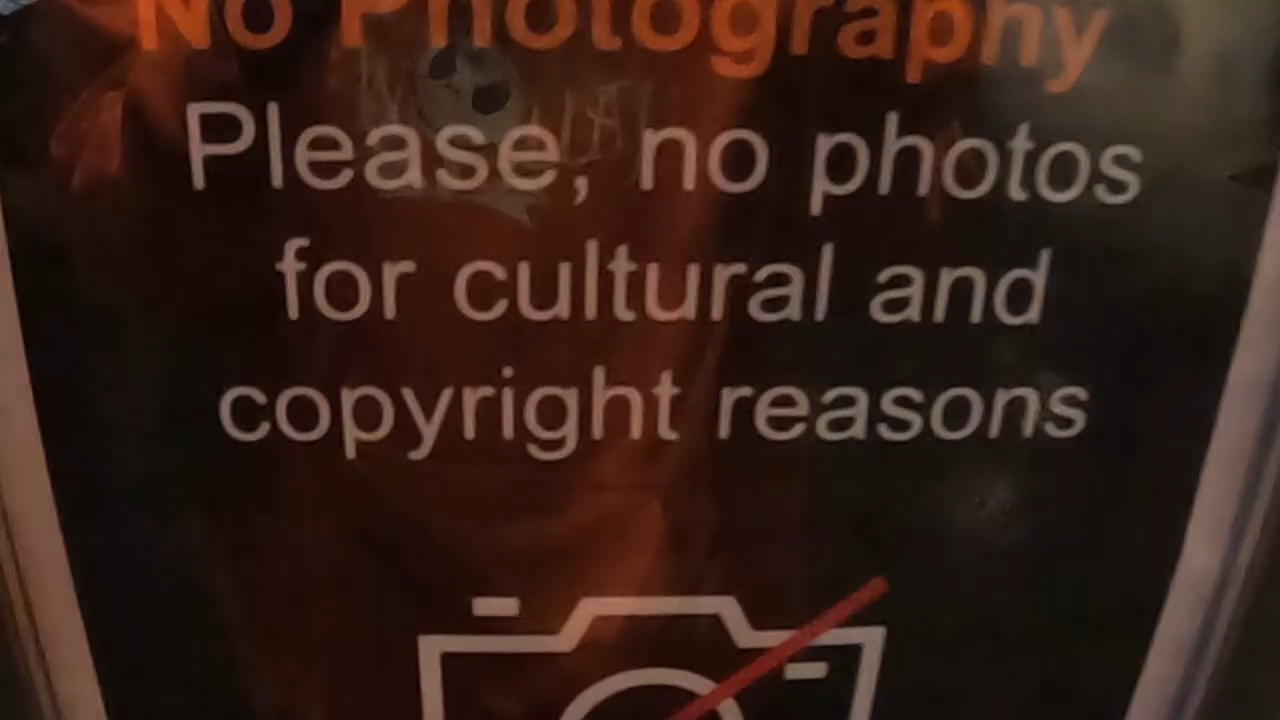 No Photography
Please, no photos
for cultural and
copyright reasons